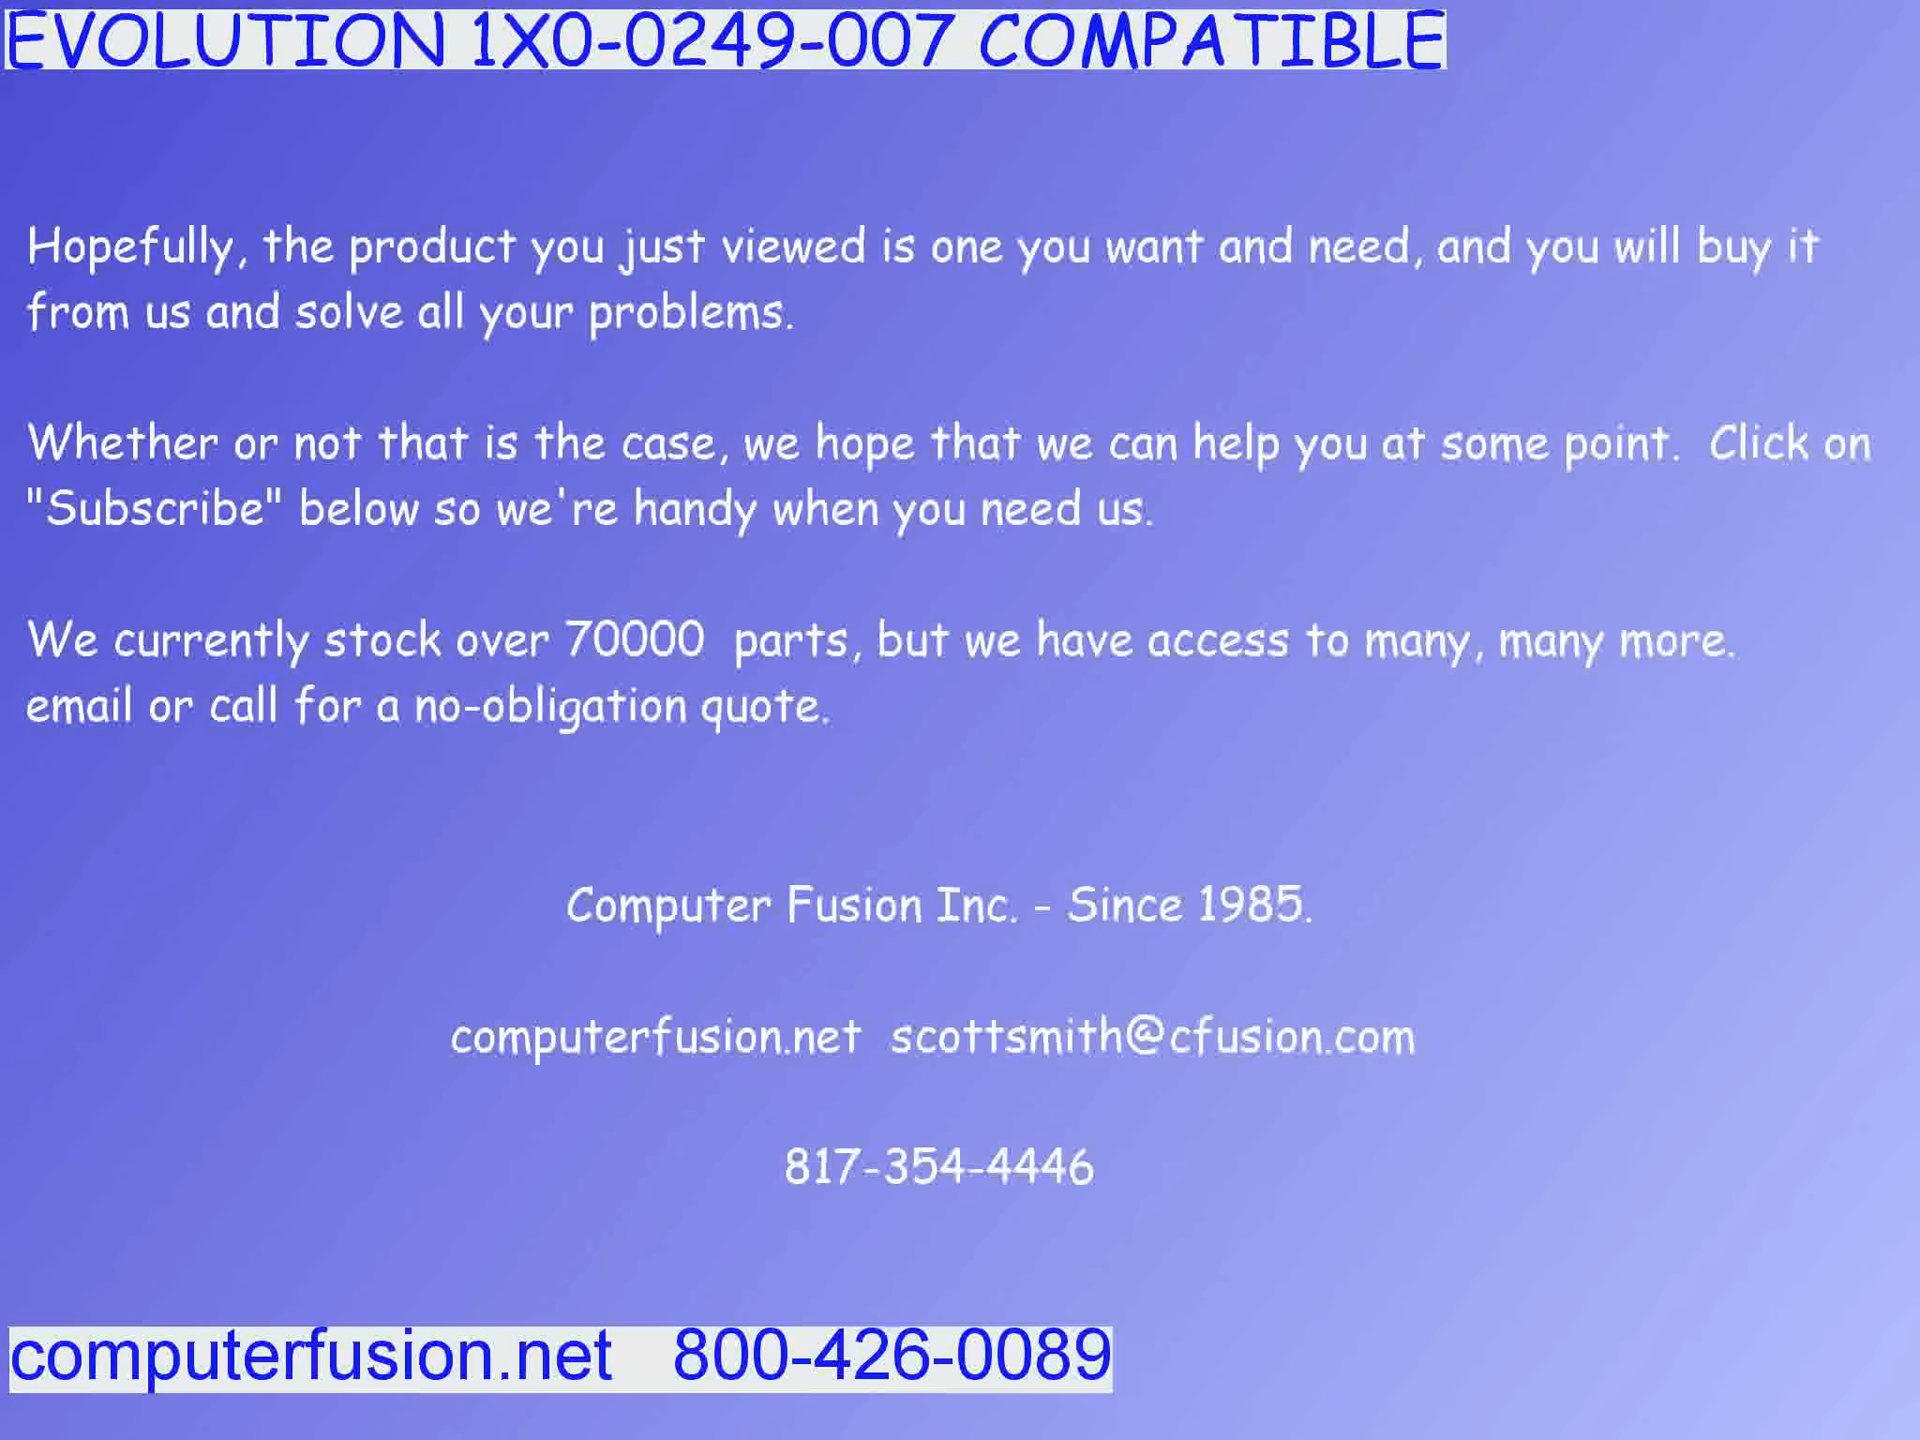 EVOLUTION 1X0-0249-007 COMPATIBLE
Hopefully, the product you just viewed is one you want and need, and you will buy it
from us and solve all your problems.
Whether or not that is the case, we hope that we can help you at some point.  Click on
"Subscribe" below so we're handy when you need us.
We currently stock over 70000  parts, but we have access to many, many more.
email or call for a no-obligation quote.
Computer Fusion Inc. - Since 1985.
computerfusion.net  scottsmith@cfusion.com
817-354-4446
computerfusion.net   800-426-0089